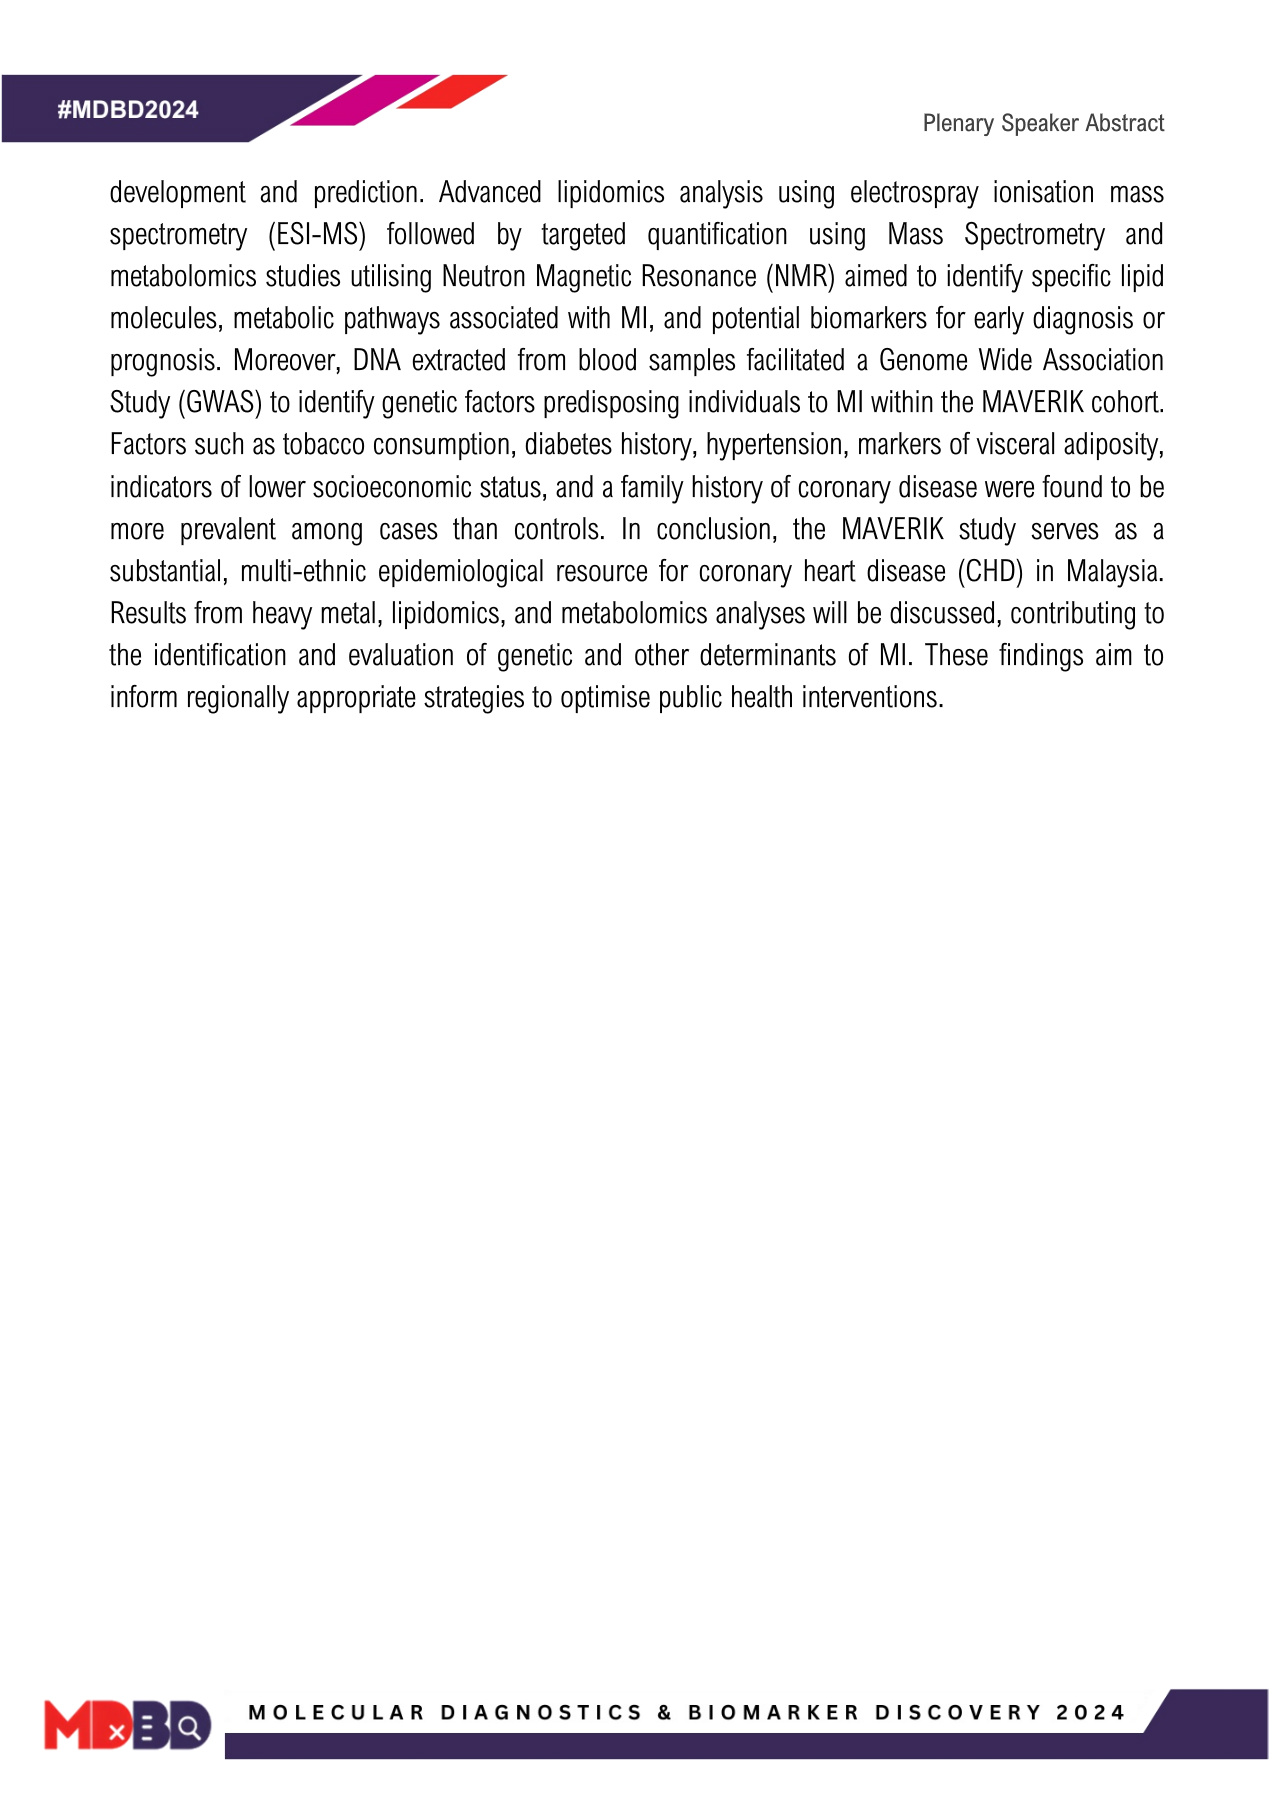 #MDBD2024
Plenary Speaker Abstract
development and prediction. Advanced lipidomics analysis using electrospray ionisation mass
spectrometry (ESI-MS) followed by targeted quantification using Mass Spectrometry and
metabolomics studies utilising Neutron Magnetic Resonance (NMR) aimed to identify specific lipid
molecules, metabolic pathways associated with MI, and potential biomarkers for early diagnosis or
prognosis. Moreover, DNA extracted from blood samples facilitated a Genome Wide Association
Study (GWAS) to identify genetic factors predisposing individuals to MI within the MAVERIK cohort.
Factors such as tobacco consumption, diabetes history, hypertension, markers of visceral adiposity,
indicators of lower socioeconomic status, and a family history of coronary disease were found to be
more prevalent among cases than controls. In conclusion, the MAVERIK study serves as a
substantial, multi-ethnic epidemiological resource for coronary heart disease (CHD) in Malaysia.
Results from heavy metal, lipidomics, and metabolomics analyses will be discussed, contributing to
the identification and evaluation of genetic and other determinants of MI. These findings aim to
inform regionally appropriate strategies to optimise public health interventions.
MDxBD
MOLECULAR DIAGNOSTICS & BIOMARKER DISCOVERY 2024